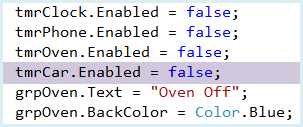 tmrClock.Enabled = false;
tmrPhone.Enabled = false;
tmrOven.Enabled = false;
tmrCar.Enabled = false;
grpOven.Text = "Oven Off";
grpOven.BackColor = Color.Blue;